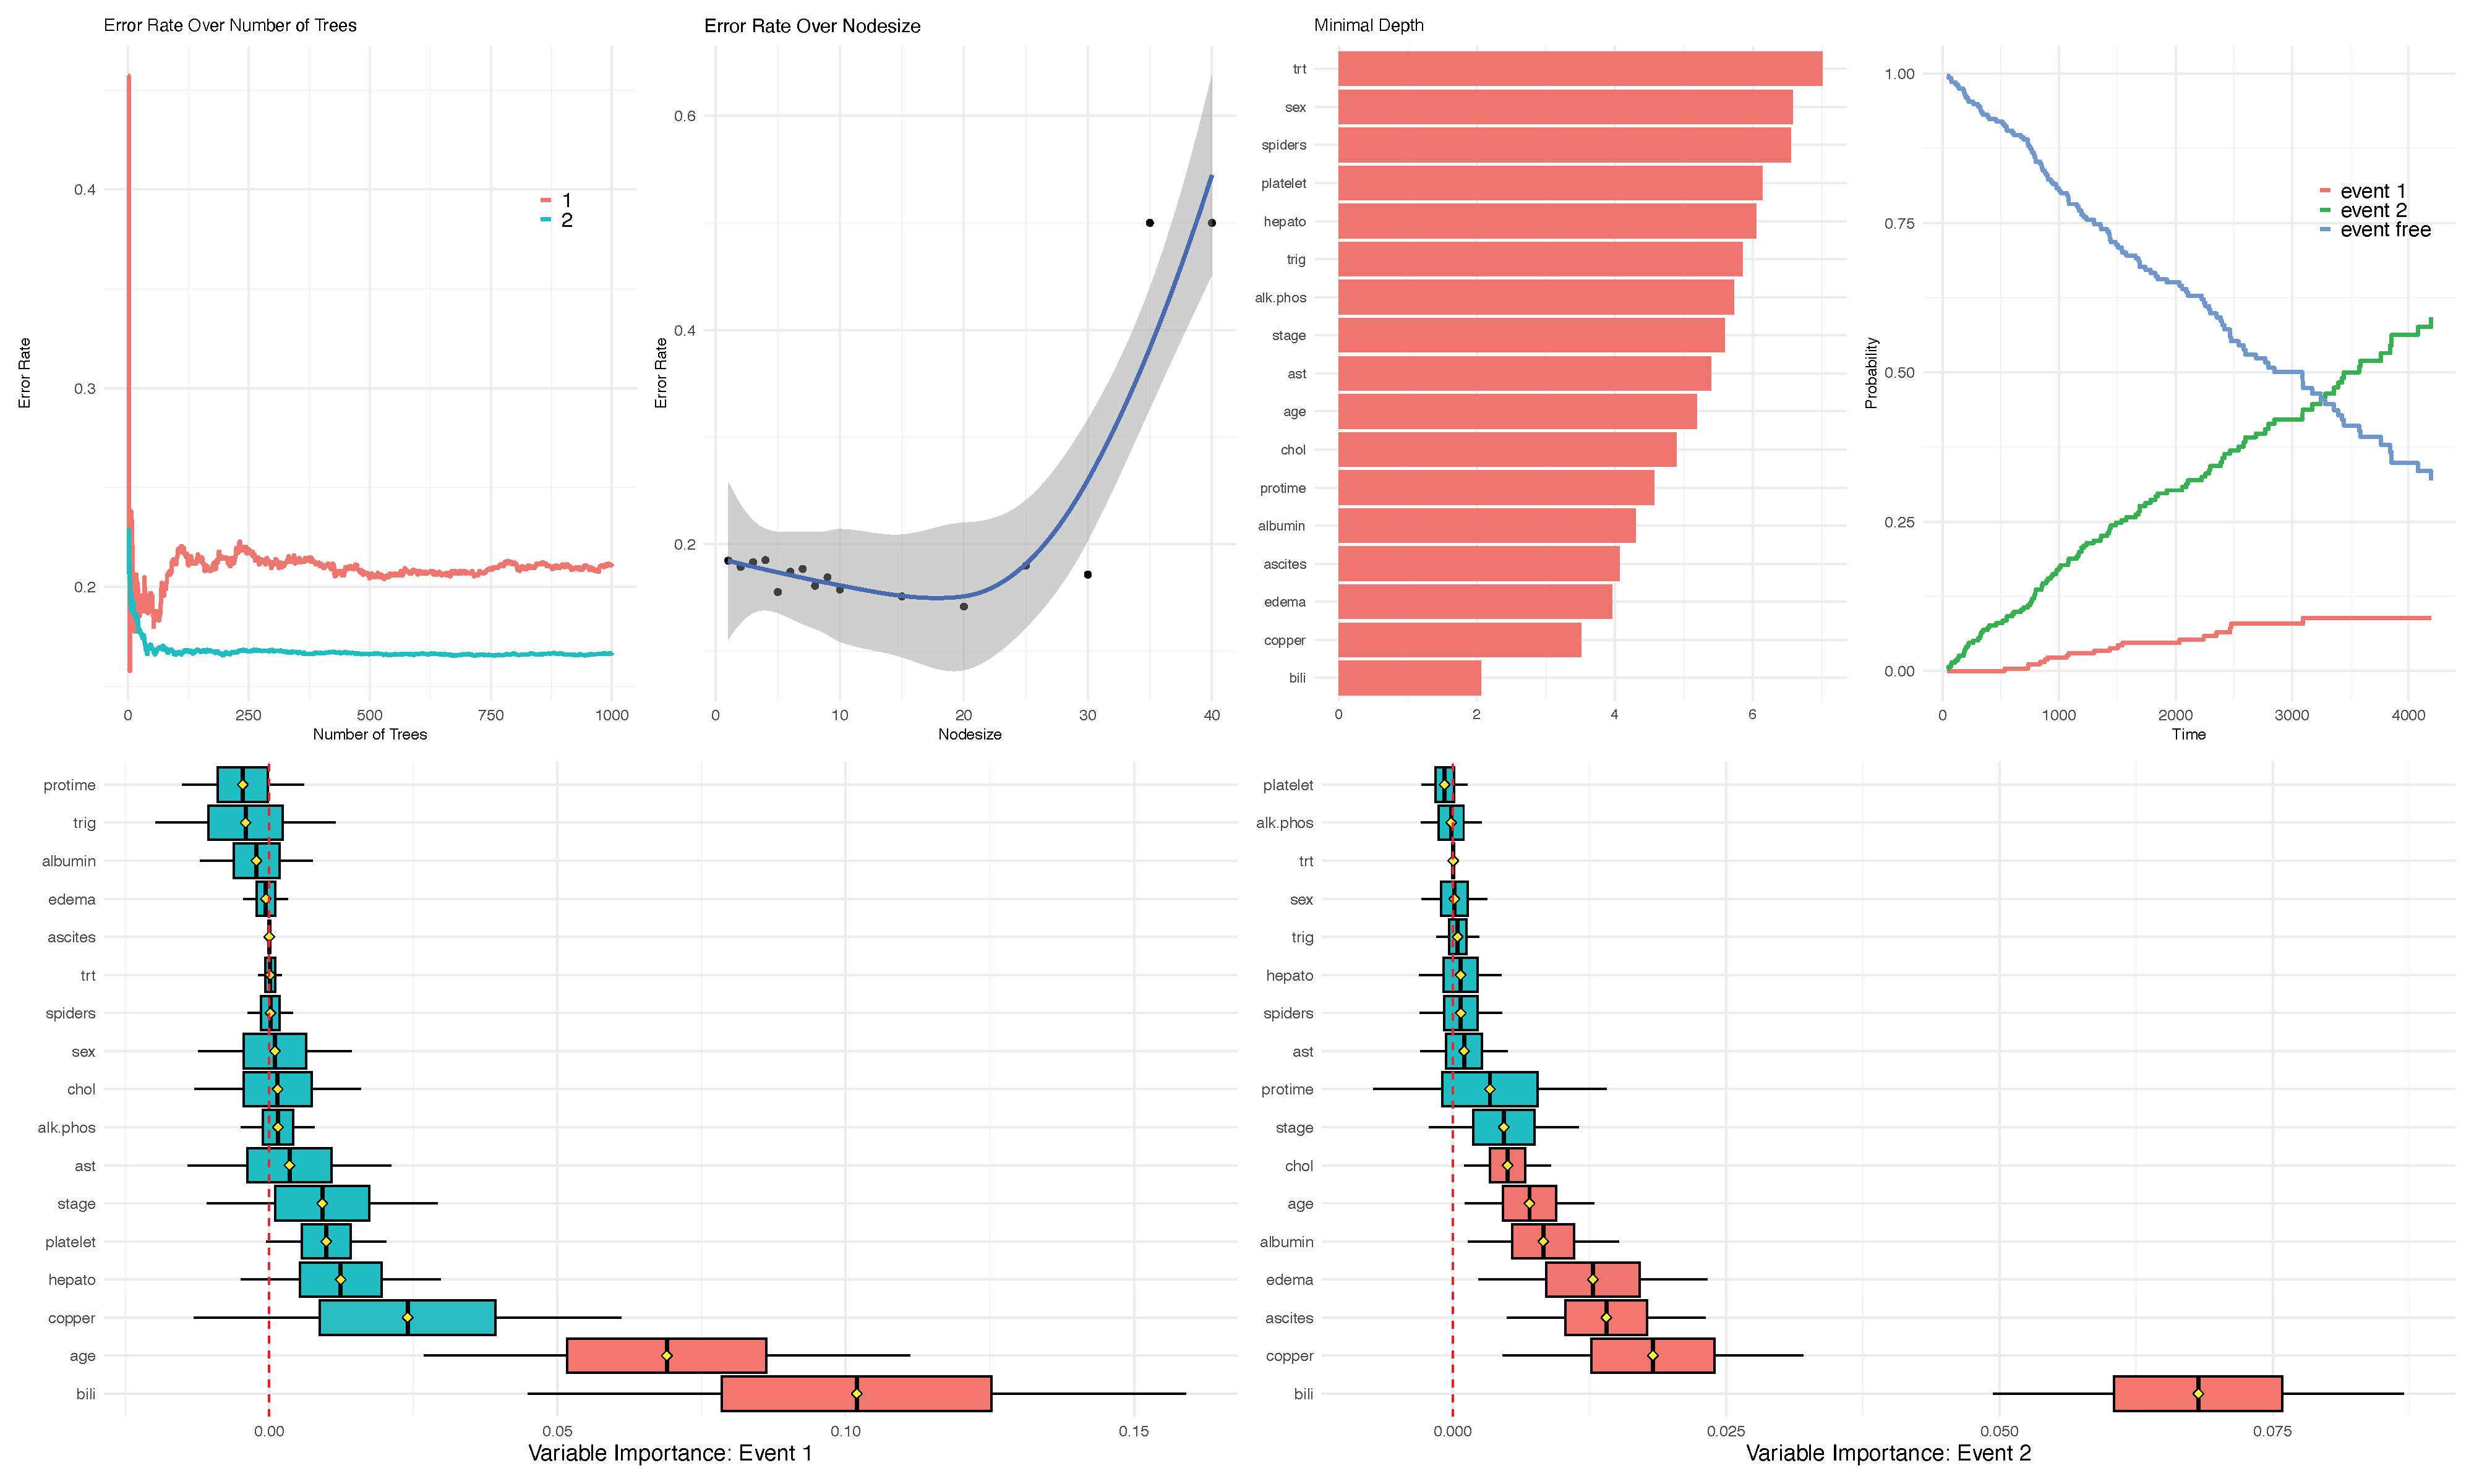 Error Rate Over Number of Trees
Error Rate
0.4
0.3
0.2
1
2
0
250
500
750
1000
Number of Trees
Error Rate Over Nodesize
Error Rate
0.6
0.4
0.2
0
10
20
30
40
Nodesize
Minimal Depth
trt
sex
spiders
platelet
hepato
trig
alk.phos
stage
ast
age
chol
protime
albumin
ascites
edema
copper
bili
0
2
4
6
Probability
1.00
0.75
0.50
0.25
0.00
event 1
event 2
event free
0
1000
2000
3000
4000
Time
protime
trig
albumin
edema
ascites
trt
spiders
sex
chol
alk.phos
ast
stage
platelet
hepato
copper
age
bili
0.00
0.05
0.10
0.15
Variable Importance: Event 1
platelet
alk.phos
trt
sex
trig
hepato
spiders
ast
protime
stage
chol
age
albumin
edema
ascites
copper
bili
0.000
0.025
0.050
0.075
Variable Importance: Event 2